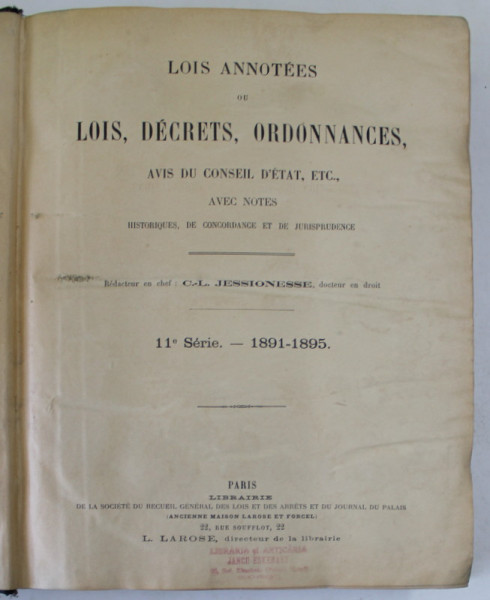 LOIS ANNOTÉES
OU
LOIS, DÉCRETS, ORDONNANCES,
AVIS DU CONSEIL D'ÉTAT, ETC.,
AVEC NOTES
HISTORIQUES, DE CONCORDANCE ET DE JURISPRUDENCE
Rédacteur en chef : C.-L. JESSIONESSE, docteur en droit
11e Série. — 1891-1895.
PARIS
LIBRAIRIE
DE LA SOCIÉTÉ DU RECUEIL GÉNÉRAL DES LOIS ET DES ARRÊTS ET DU JOURNAL DU PALAIS
(ANCIENNE MAISON LAROSE ET FORCEL)
22, RUE SOUFFLOT, 22
L. LAROSE, directeur de la librairie